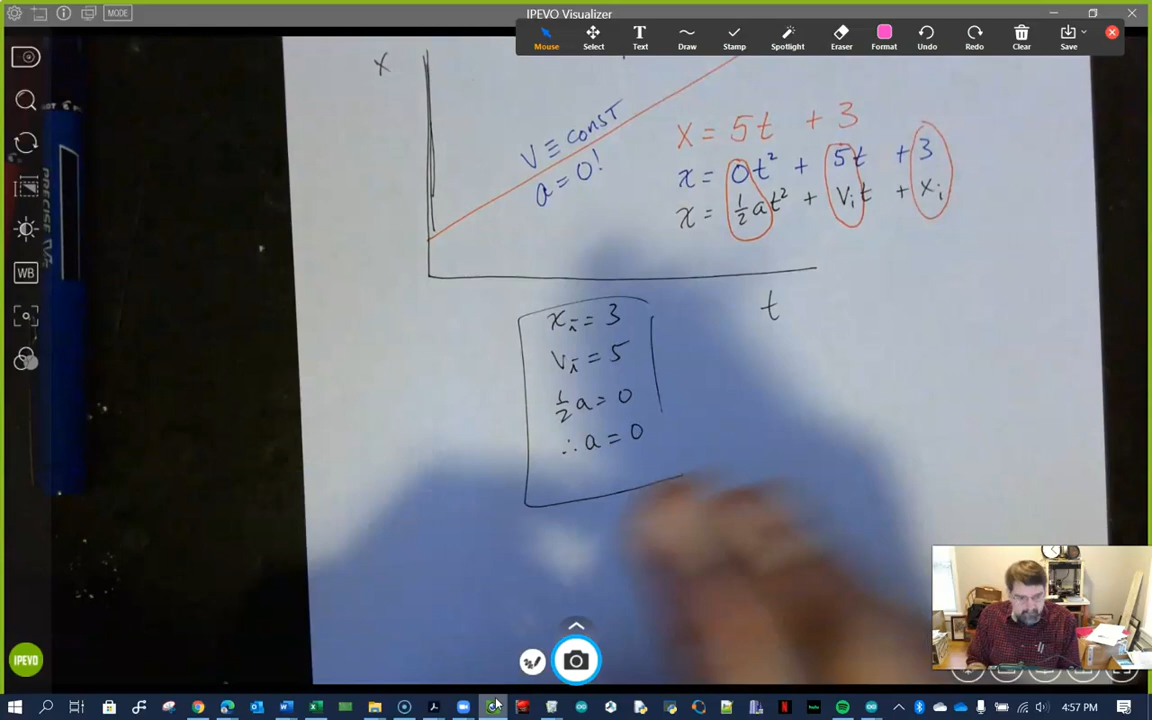 IPEVO Visualizer
MODE
Mouse Select Text Draw Stamp Spotlight Eraser Format Undo Redo Clear Save
x
V ≡ const
a = 0!
x = 5t + 3
x = 0t² + 5t + 3
x = ½at² + Vᵢt + xᵢ
t
WB
xᵢ = 3
Vᵢ = 5
½a = 0
∴ a = 0
IPEVO
4:57 PM